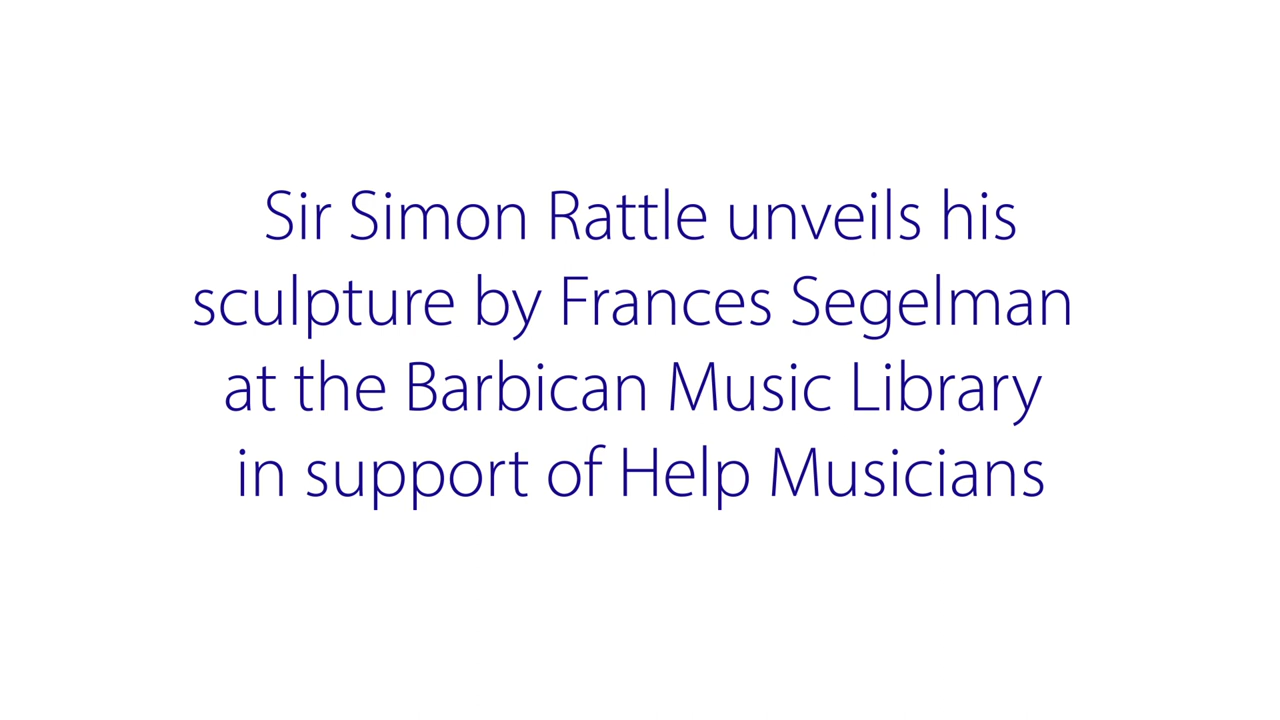 Sir Simon Rattle unveils his
sculpture by Frances Segelman
at the Barbican Music Library
in support of Help Musicians